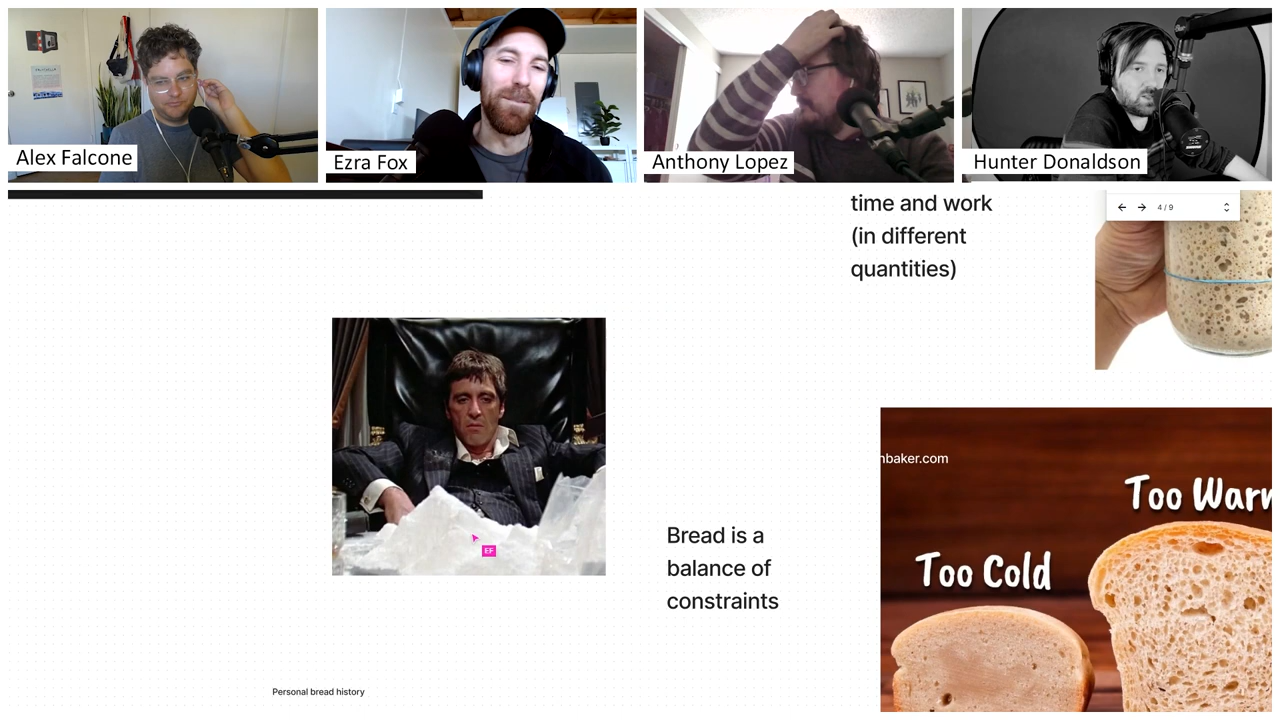 Alex Falcone
Ezra Fox
Anthony Lopez
Hunter Donaldson
time and work
(in different
quantities)
4 / 9
EF
Bread is a
balance of
constraints
nbaker.com
Too Cold
Too Warm
Personal bread history